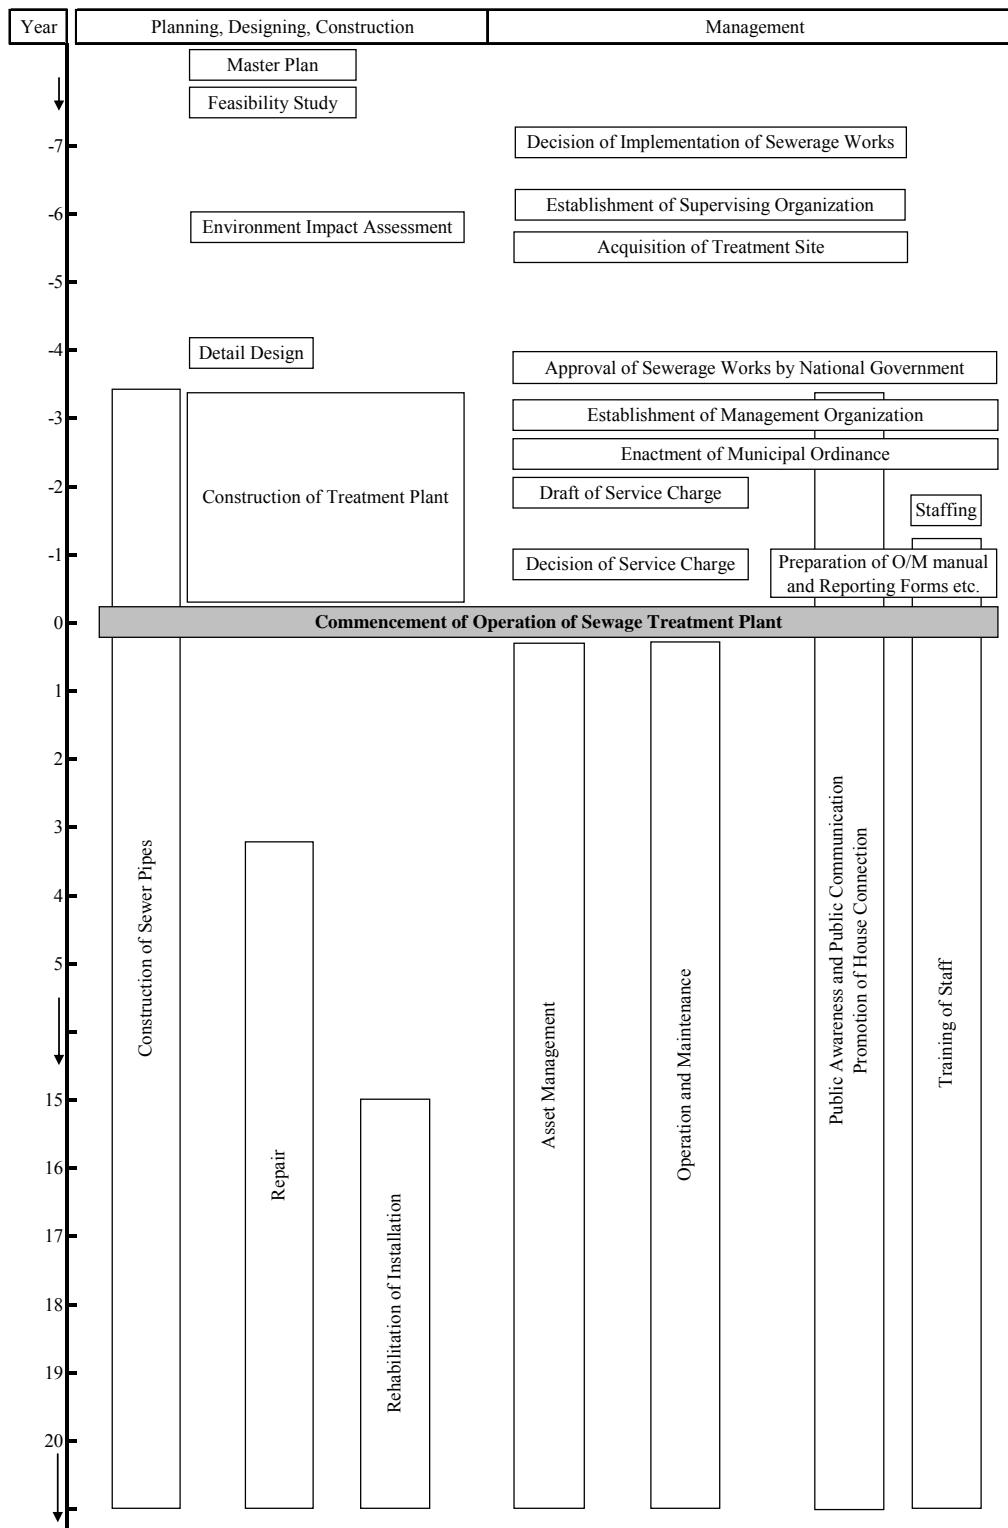 Year
Planning, Designing, Construction
Management
Master Plan
Feasibility Study
-7
Decision of Implementation of Sewerage Works
Establishment of Supervising Organization
-6
Environment Impact Assessment
Acquisition of Treatment Site
-5
-4
Detail Design
Approval of Sewerage Works by National Government
-3
Establishment of Management Organization
Enactment of Municipal Ordinance
-2
Construction of Treatment Plant
Draft of Service Charge
Staffing
-1
Decision of Service Charge
Preparation of O/M manual
and Reporting Forms etc.
0
Commencement of Operation of Sewage Treatment Plant
1
2
3
4
5
15
16
17
18
19
20
Construction of Sewer Pipes
Repair
Rehabilitation of Installation
Asset Management
Operation and Maintenance
Public Awareness and Public Communication
Promotion of House Connection
Training of Staff